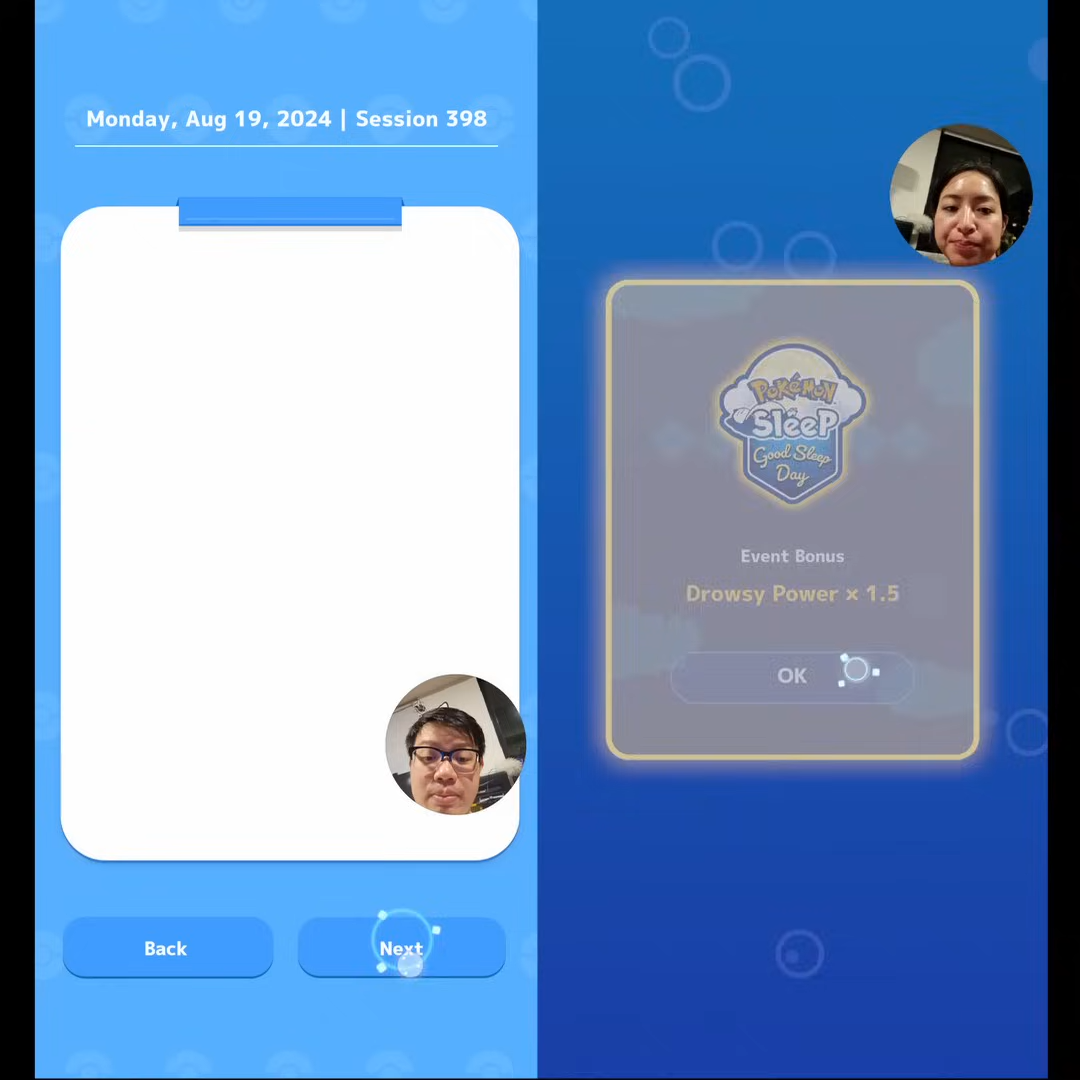 Monday, Aug 19, 2024 | Session 398
Back
Next
POKéMON
Sleep
Good Sleep
Day
Event Bonus
Drowsy Power × 1.5
OK